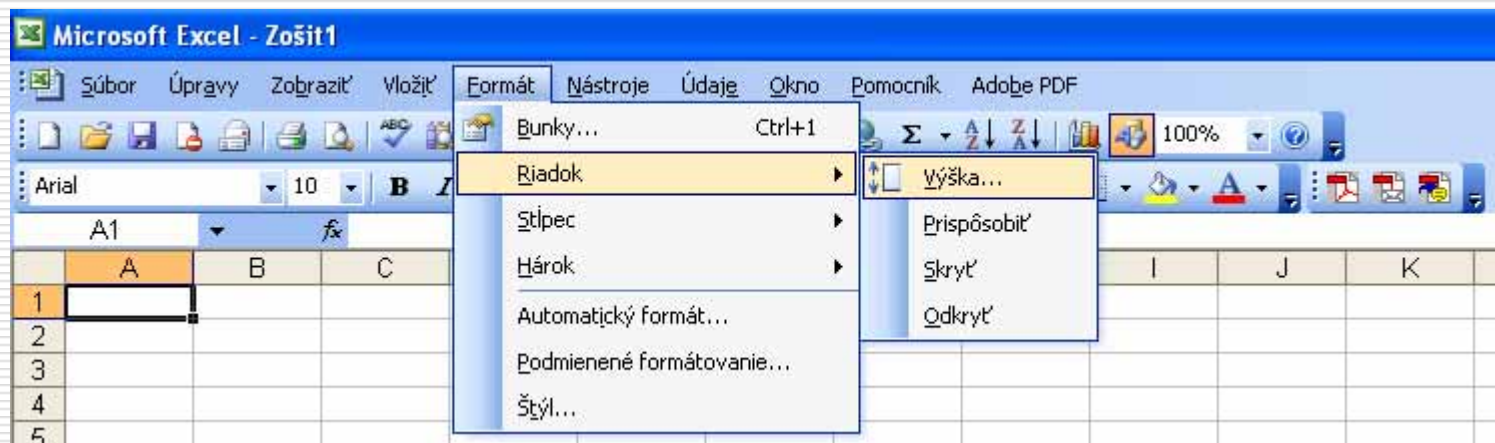 Microsoft Excel - Zošit1
Súbor Úpravy Zobraziť Vložiť Formát Nástroje Údaje Okno Pomocník Adobe PDF
ABC Σ A Z Z A 100%
Arial 10 B I A
A1 fx
A B C I J K
1
2
3
4
5
Bunky... Ctrl+1
Riadok
Stĺpec
Hárok
Automatický formát...
Podmienené formátovanie...
Štýl...
Výška...
Prispôsobiť
Skryť
Odkryť